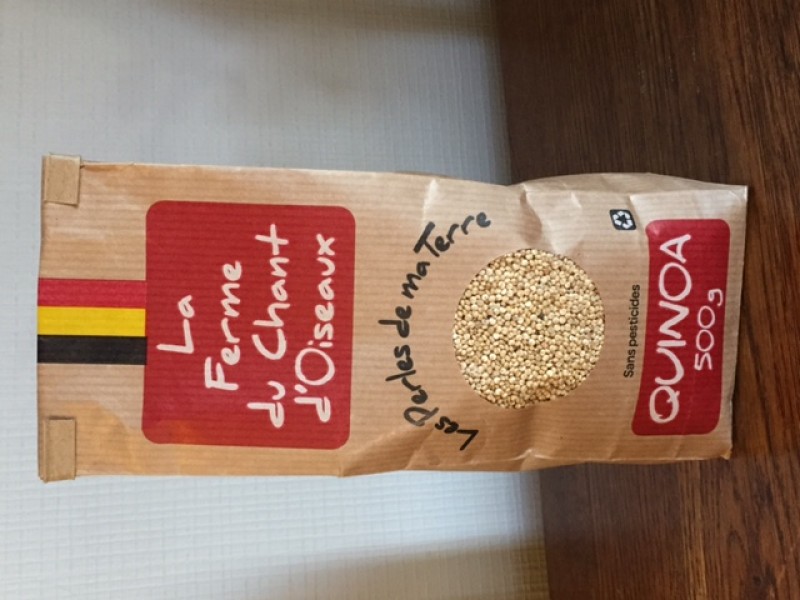 La
Ferme
du Chant
d'Oiseaux
Les Perles de ma Terre
Sans pesticides
QUINOA
500g